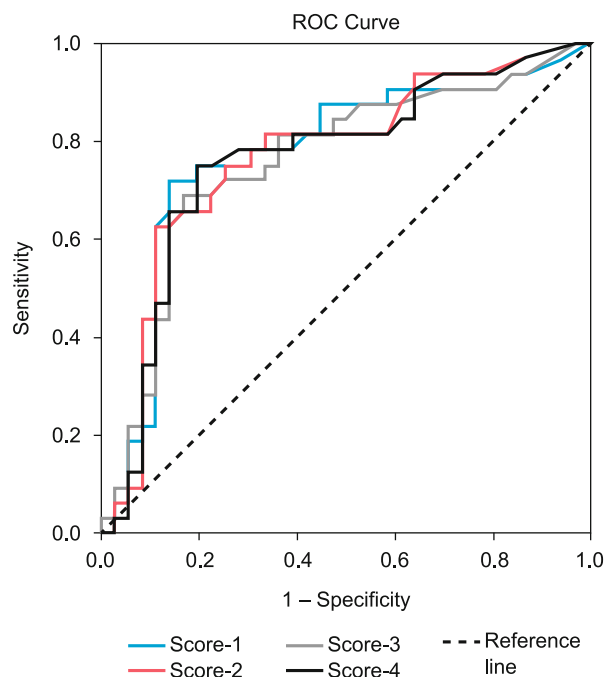 ROC Curve
1.0
0.8
0.6
0.4
0.2
0.0
Sensitivity
0.0 0.2 0.4 0.6 0.8 1.0
1 – Specificity
Score-1 Score-3 Reference
Score-2 Score-4 line